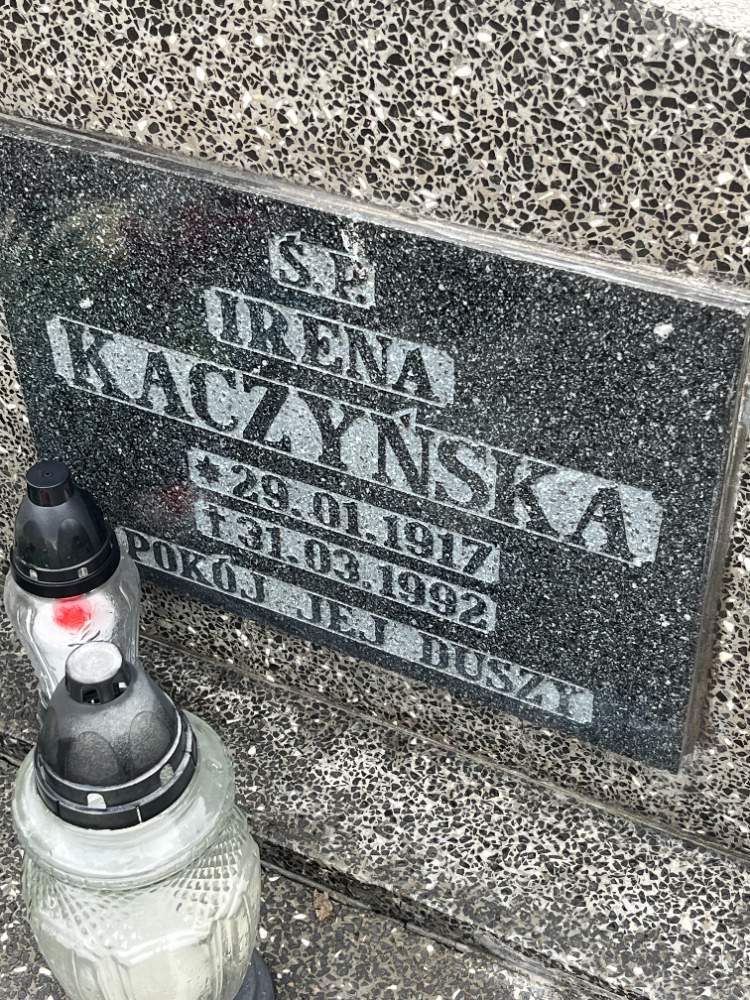 Ś.P.
IRENA
KACZYŃSKA
★29.01.1917
†31.03.1992
POKÓJ JEJ DUSZY